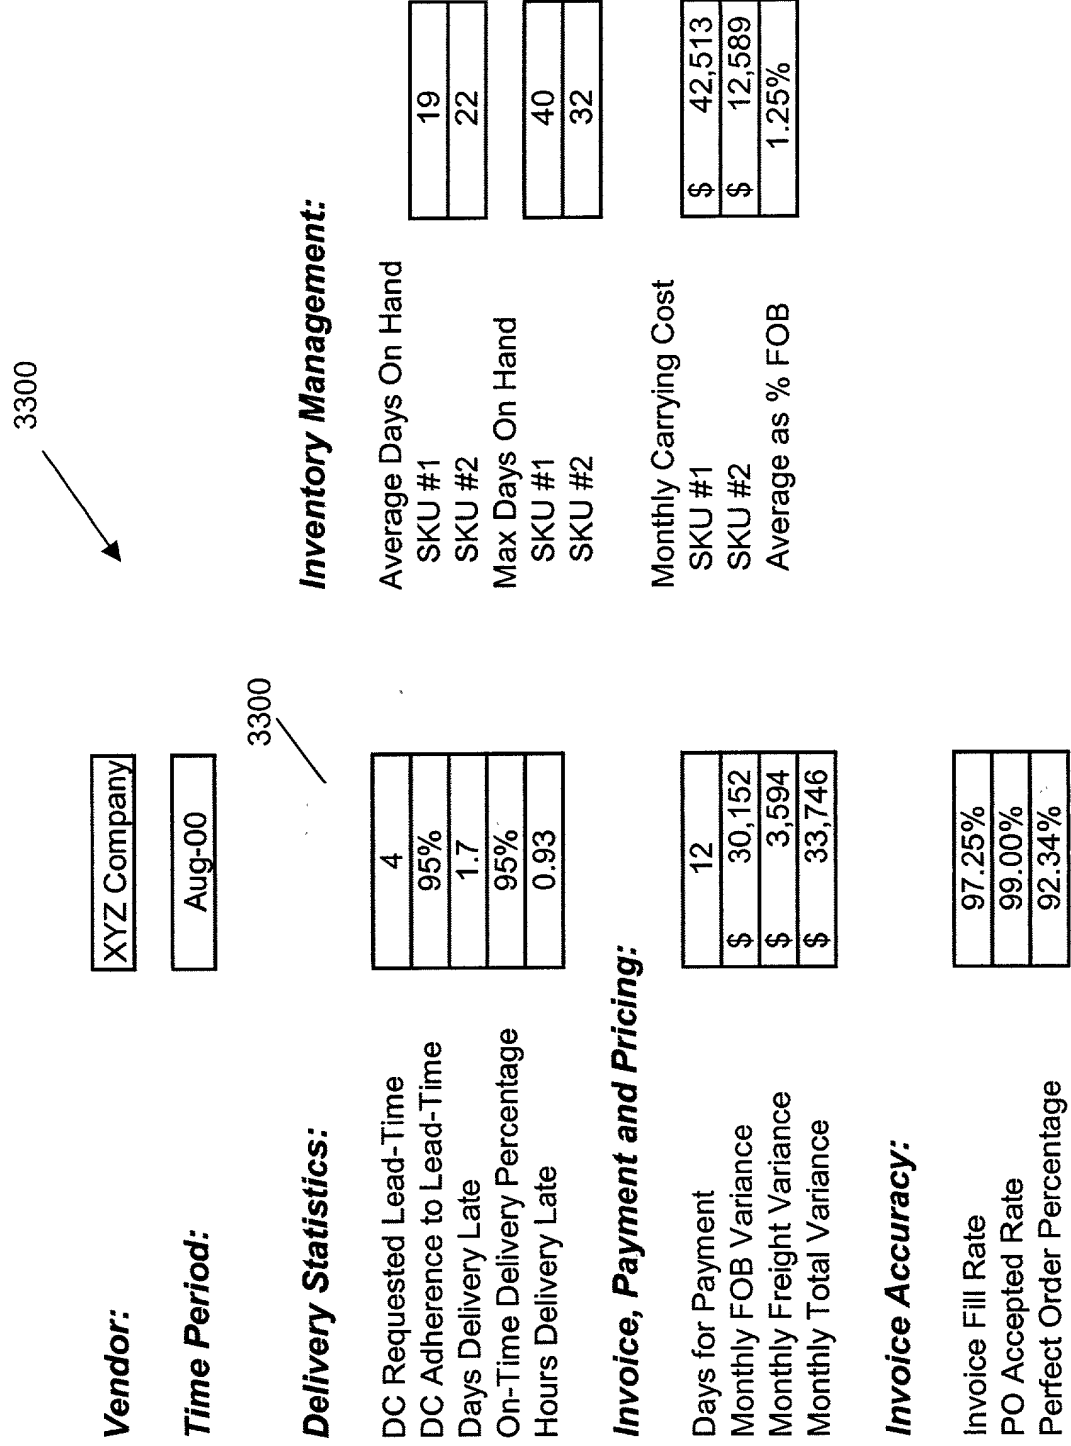 3300
Vendor: XYZ Company
Time Period: Aug-00
3300
Delivery Statistics:
DC Requested Lead-Time 4
DC Adherence to Lead-Time 95%
Days Delivery Late 1.7
On-Time Delivery Percentage 95%
Hours Delivery Late 0.93
Invoice, Payment and Pricing:
Days for Payment 12
Monthly FOB Variance $ 30,152
Monthly Freight Variance $ 3,594
Monthly Total Variance $ 33,746
Invoice Accuracy:
Invoice Fill Rate 97.25%
PO Accepted Rate 99.00%
Perfect Order Percentage 92.34%
Inventory Management:
Average Days On Hand
SKU #1 19
SKU #2 22
Max Days On Hand
SKU #1 40
SKU #2 32
Monthly Carrying Cost
SKU #1 $ 42,513
SKU #2 $ 12,589
Average as % FOB 1.25%